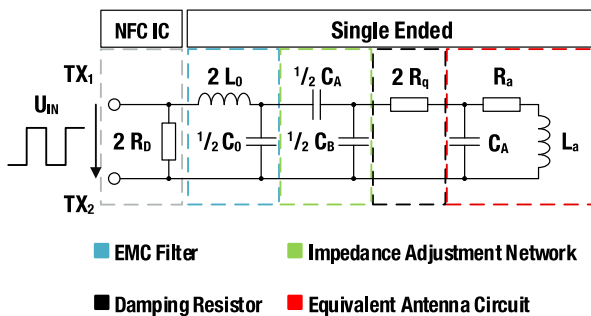 NFC IC
Single Ended
TX1
UIN
2 RD
TX2
2 L0
½ C0
½ CA
½ CB
2 Rq
Ra
CA
La
EMC Filter
Impedance Adjustment Network
Damping Resistor
Equivalent Antenna Circuit